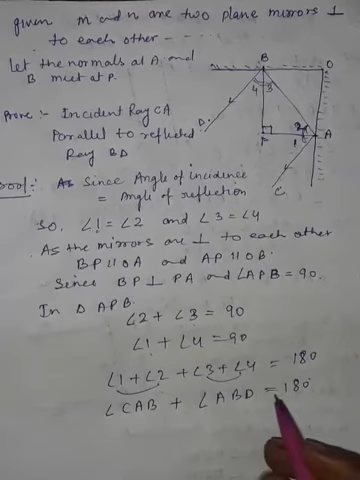 given m and n are two plane mirrors ⊥
to each other - - - -
Let the normals at A and
B meet at P.
Prove :- Incident Ray CA
Parallel to reflected
Ray BD
B
O
4 3
D
P
2
1
A
C
Proof:- As Since Angle of incidence
= Angle of reflection
So, ∠1 = ∠2 and ∠3 = ∠4
As the mirrors are ⊥ to each other
BP || OA and AP || OB.
Since BP ⊥ PA and ∠APB = 90.
In △ APB.
∠2 + ∠3 = 90
∠1 + ∠4 = 90
∠1 + ∠2 + ∠3 + ∠4 = 180
∠CAB + ∠ABD = 180